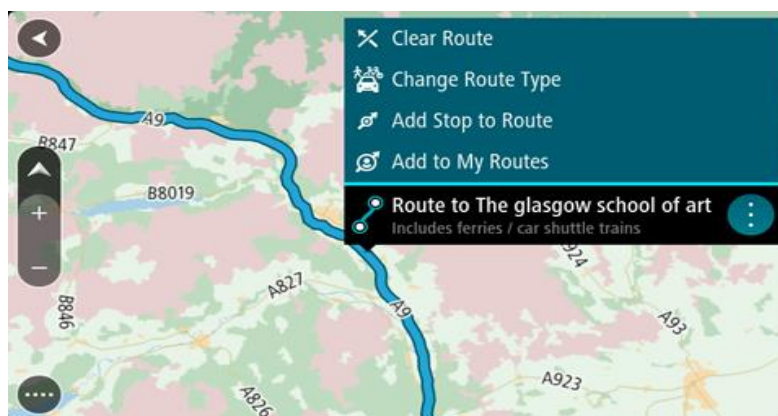 Clear Route
Change Route Type
Add Stop to Route
Add to My Routes
Route to The glasgow school of art
Includes ferries / car shuttle trains
A9
B847
B8019
A827
B846
A9
A924
A93
A923
A826